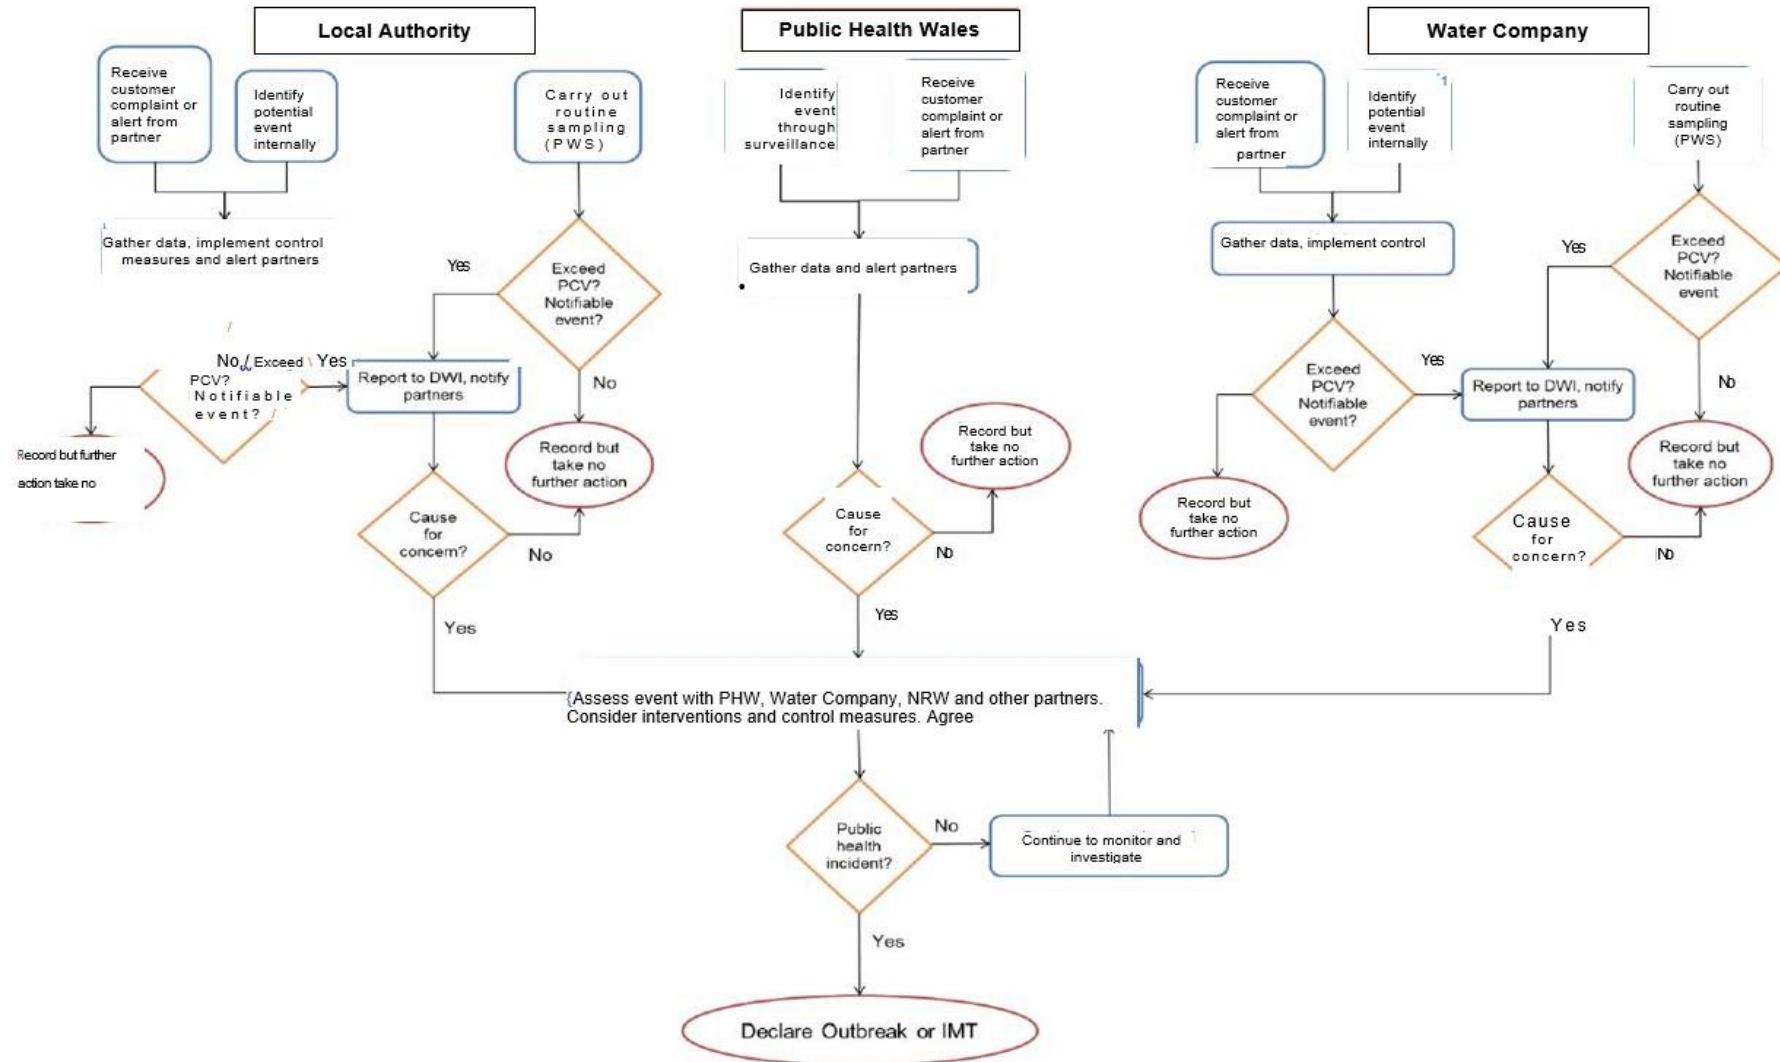 Local Authority
Public Health Wales
Water Company
Receive
customer
complaint or
alert from
partner
Identify
potential
event
internally
Carry out
routine
sampling
(PWS)
Identify
event
through
surveillance
Receive
customer
complaint or
alert from
partner
Receive
customer
complaint or
alert from
partner
Identify
potential
event
internally
Carry out
routine
sampling
(PWS)
Gather data, implement control
measures and alert partners
Yes
Exceed
PCV?
Notifiable
event?
Gather data and alert partners
Gather data, implement control
Yes
Exceed
PCV?
Notifiable
event
No
Exceed
Yes
PCV?
Notifiable
event?
Report to DWI, notify
partners
No
Exceed
PCV?
Notifiable
event?
Yes
Report to DWI, notify
partners
No
Record but further
action take no
Record but
take no
further action
Record but
take no
further action
Record but
take no
further action
Record but
take no
further action
Cause
for
concern?
No
Cause
for
concern?
No
Cause
for
concern?
No
Yes
Yes
Yes
Assess event with PHW, Water Company, NRW and other partners.
Consider interventions and control measures. Agree
Public
health
incident?
No
Continue to monitor and
investigate
Yes
Declare Outbreak or IMT